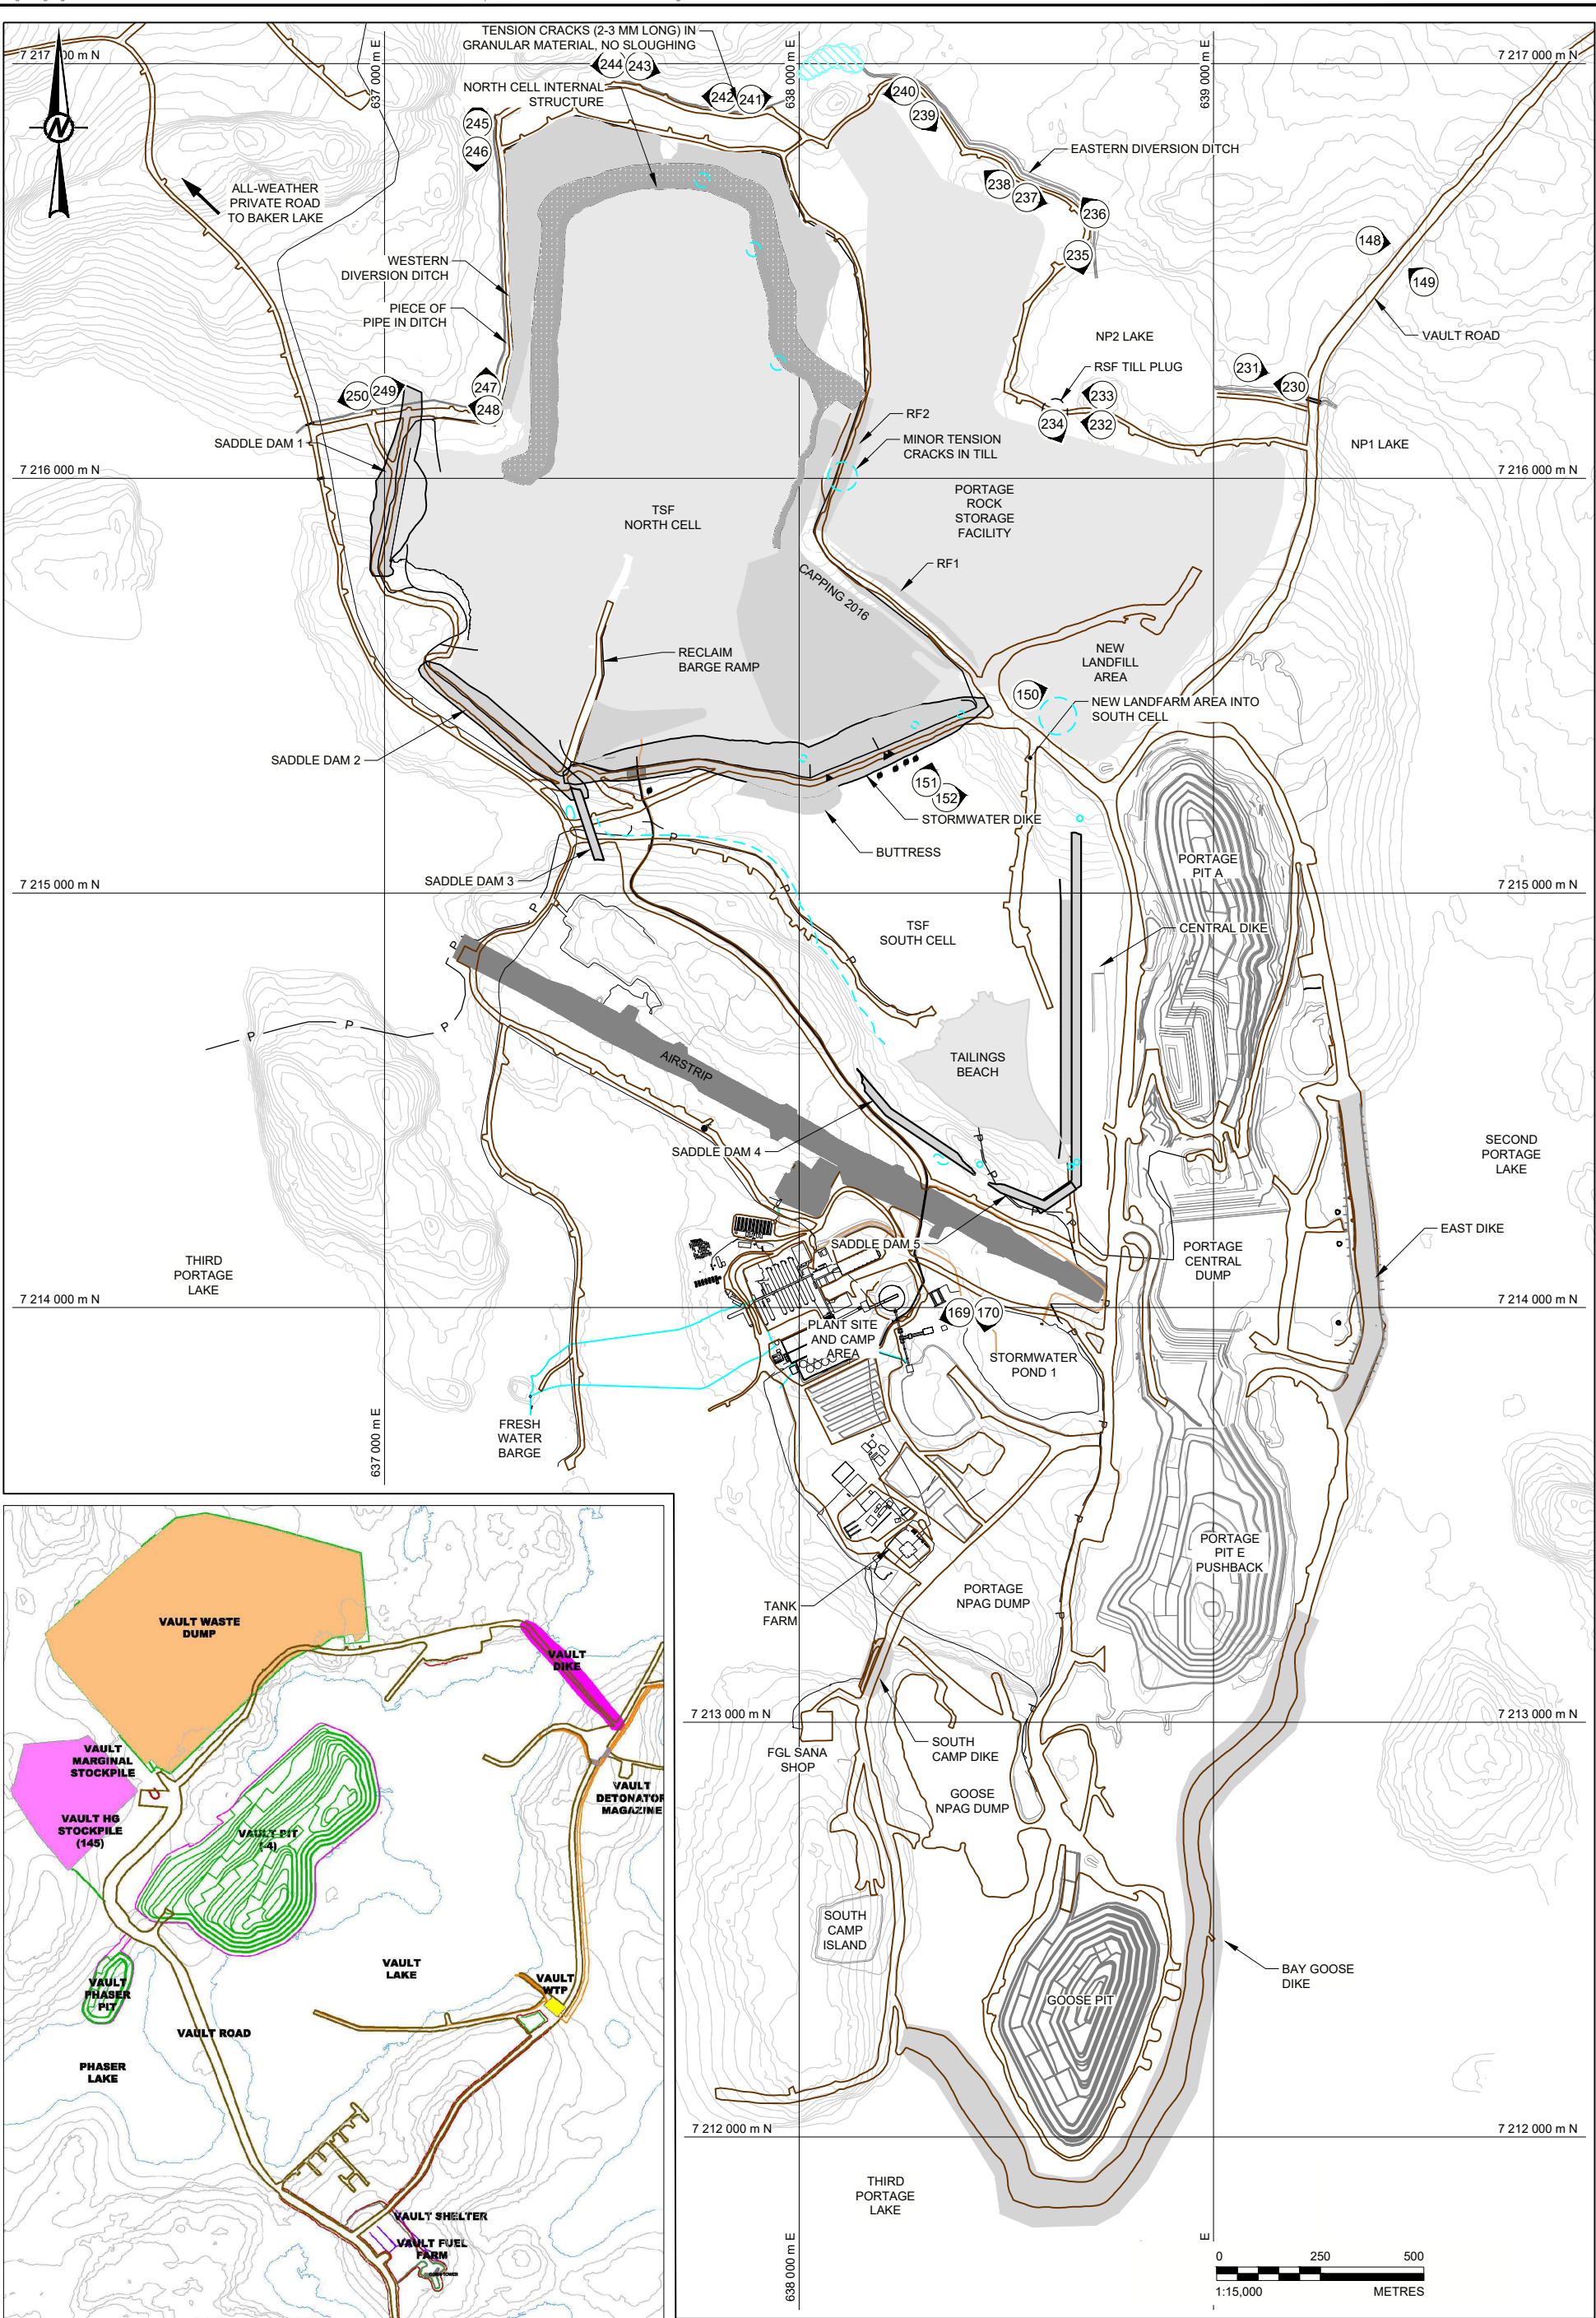 TENSION CRACKS (2-3 MM LONG) IN
GRANULAR MATERIAL, NO SLOUGHING
7 217 000 m N
637 000 m E
638 000 m E
639 000 m E
7 217 000 m N
244
243
NORTH CELL INTERNAL
STRUCTURE
242
241
240
239
245
246
N
EASTERN DIVERSION DITCH
ALL-WEATHER
PRIVATE ROAD
TO BAKER LAKE
238
237
236
235
148
149
WESTERN
DIVERSION DITCH
PIECE OF
PIPE IN DITCH
NP2 LAKE
VAULT ROAD
RSF TILL PLUG
231
230
250
249
247
248
233
234
232
SADDLE DAM 1
RF2
MINOR TENSION
CRACKS IN TILL
NP1 LAKE
7 216 000 m N
7 216 000 m N
TSF
NORTH CELL
PORTAGE
ROCK
STORAGE
FACILITY
RF1
CAPPING 2016
RECLAIM
BARGE RAMP
NEW
LANDFILL
AREA
150
NEW LANDFARM AREA INTO
SOUTH CELL
SADDLE DAM 2
151
152
STORMWATER DIKE
BUTTRESS
P
PORTAGE
PIT A
SADDLE DAM 3
7 215 000 m N
7 215 000 m N
P
P
P
TSF
SOUTH CELL
CENTRAL DIKE
P
P
P
P
P
AIRSTRIP
TAILINGS
BEACH
SADDLE DAM 4
P
P
SECOND
PORTAGE
LAKE
P
P
SADDLE DAM 5
EAST DIKE
PORTAGE
CENTRAL
DUMP
THIRD
PORTAGE
LAKE
7 214 000 m N
7 214 000 m N
169
170
PLANT SITE
AND CAMP
AREA
STORMWATER
POND 1
637 000 m E
FRESH
WATER
BARGE
P
P
PORTAGE
PIT E
PUSHBACK
TANK
FARM
PORTAGE
NPAG DUMP
P
P
7 213 000 m N
7 213 000 m N
FGL SANA
SHOP
SOUTH
CAMP DIKE
GOOSE
NPAG DUMP
SOUTH
CAMP
ISLAND
GOOSE PIT
BAY GOOSE
DIKE
7 212 000 m N
7 212 000 m N
THIRD
PORTAGE
LAKE
638 000 m E
E
0 250 500
1:15,000 METRES
VAULT WASTE
DUMP
VAULT
DIKE
VAULT
MARGINAL
STOCKPILE
VAULT HG
STOCKPILE
(145)
VAULT PIT
(-4)
VAULT
DETONATOR
MAGAZINE
VAULT
LAKE
VAULT
WTP
VAULT
PHASER
PIT
VAULT ROAD
PHASER
LAKE
VAULT SHELTER
VAULT FUEL
FARM